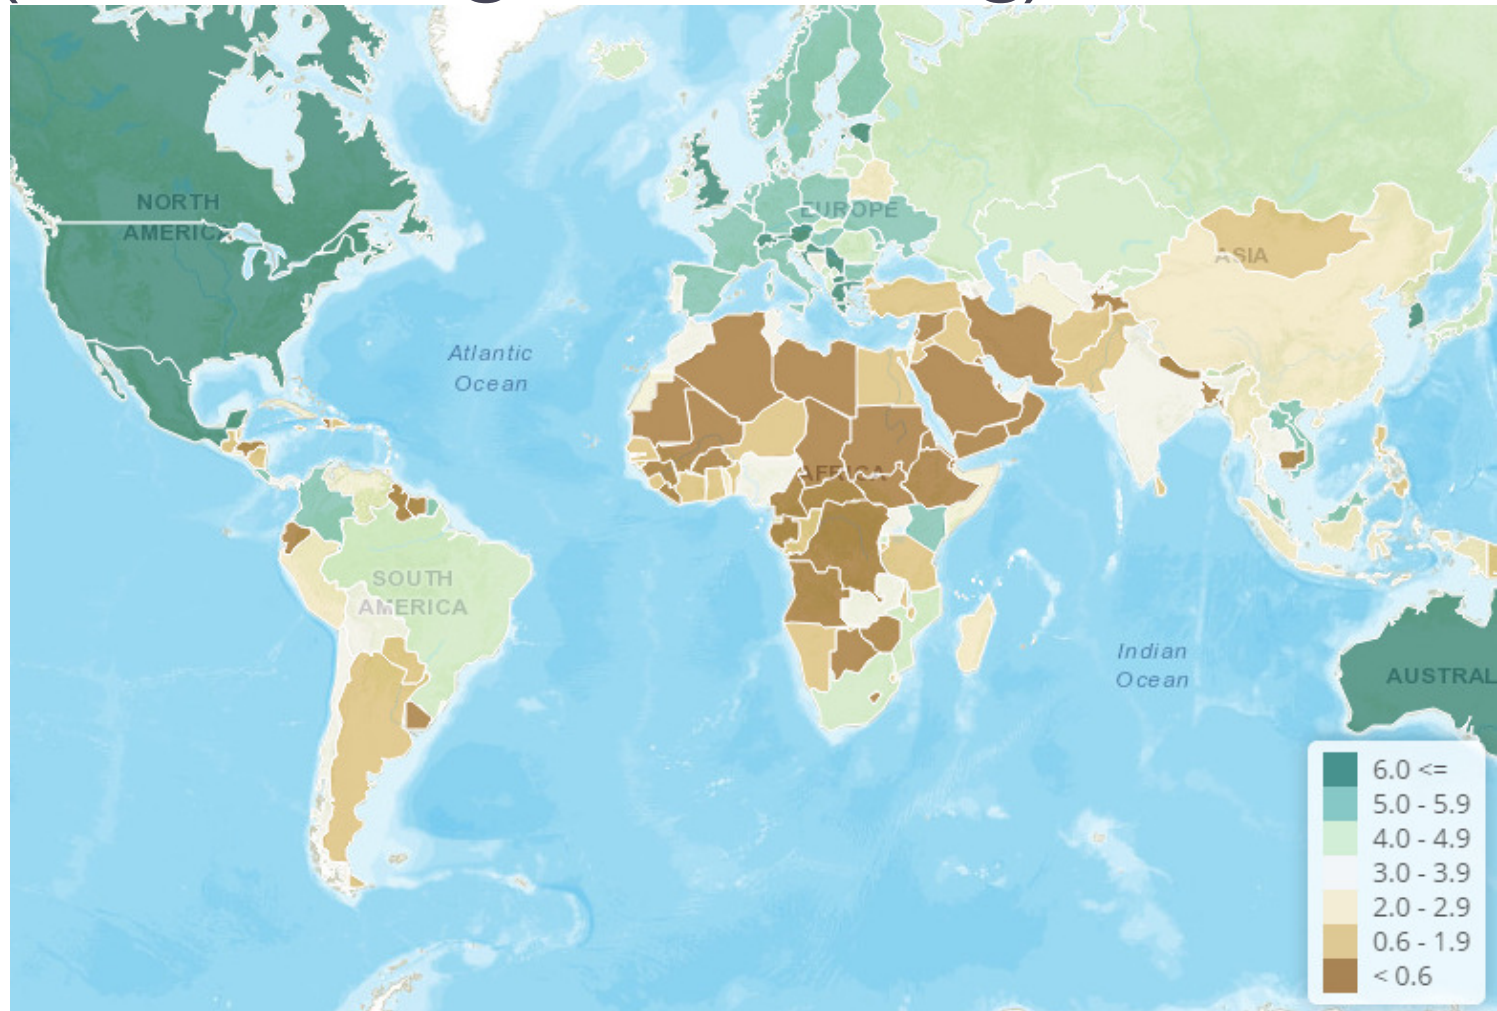 NORTH
AMERICA
EUROPE
ASIA
Atlantic
Ocean
AFRICA
SOUTH
AMERICA
Indian
Ocean
AUSTRAL
6.0 <=
5.0 - 5.9
4.0 - 4.9
3.0 - 3.9
2.0 - 2.9
0.6 - 1.9
< 0.6